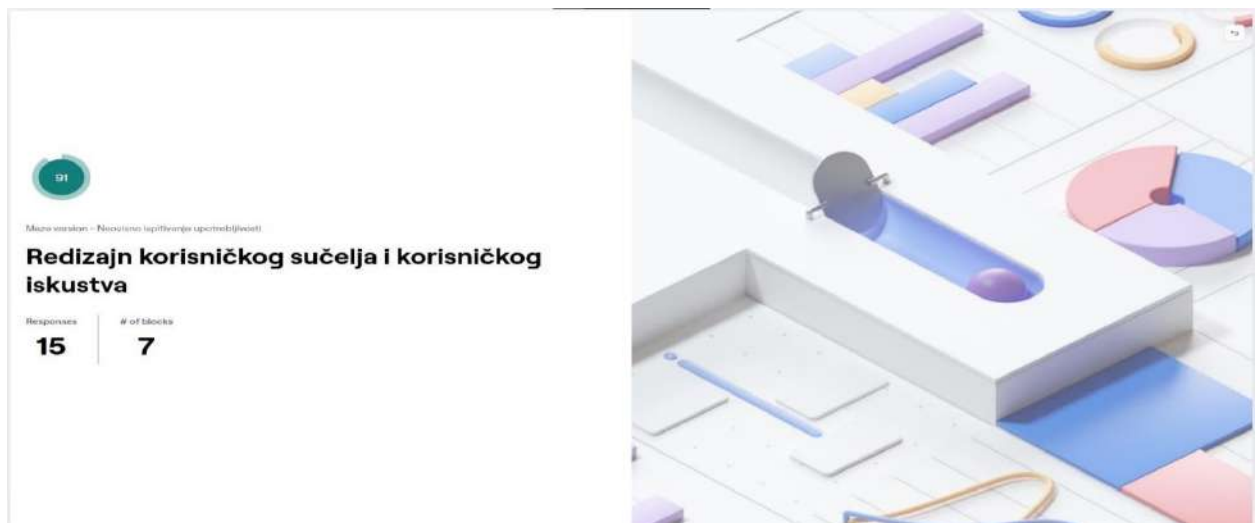 91
Maze version – Neovisno ispitivanje upotrebljivosti
Redizajn korisničkog sučelja i korisničkog
iskustva
Responses
# of blocks
15
7